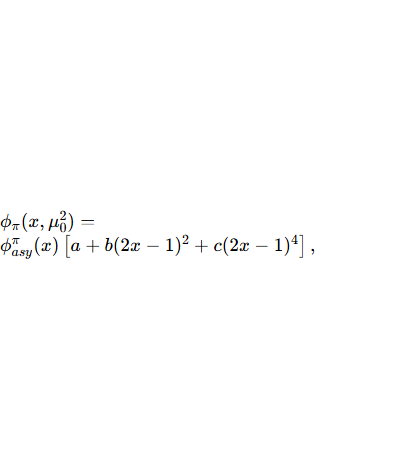 ϕ_π(x, μ_0^2) =
ϕ_{asy}^π(x) [a + b(2x − 1)^2 + c(2x − 1)^4] ,